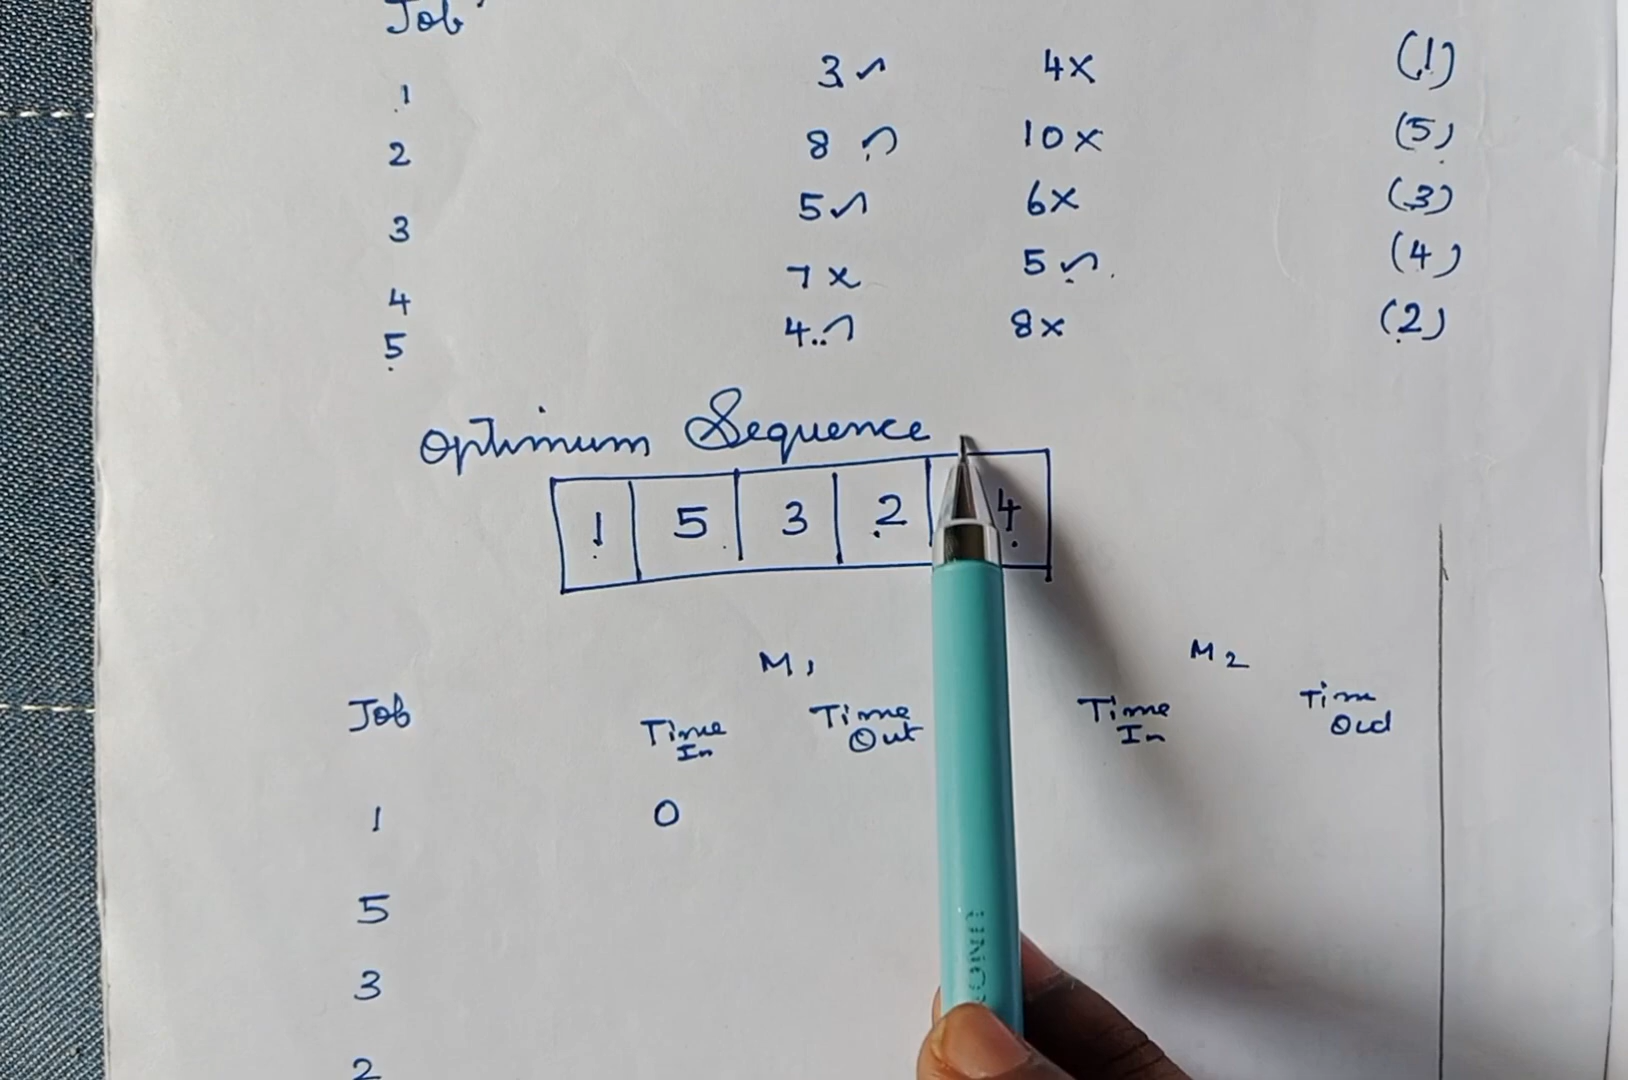 Job
1 3 4x (1)
2 8 10x (5)
3 5 6x (3)
4 7x 5 (4)
5 4 8x (2)
Optimum Sequence
1 5 3 2 4
M1 M2
Job Time In Time Out Time In Tim Out
1 0
5
3
2